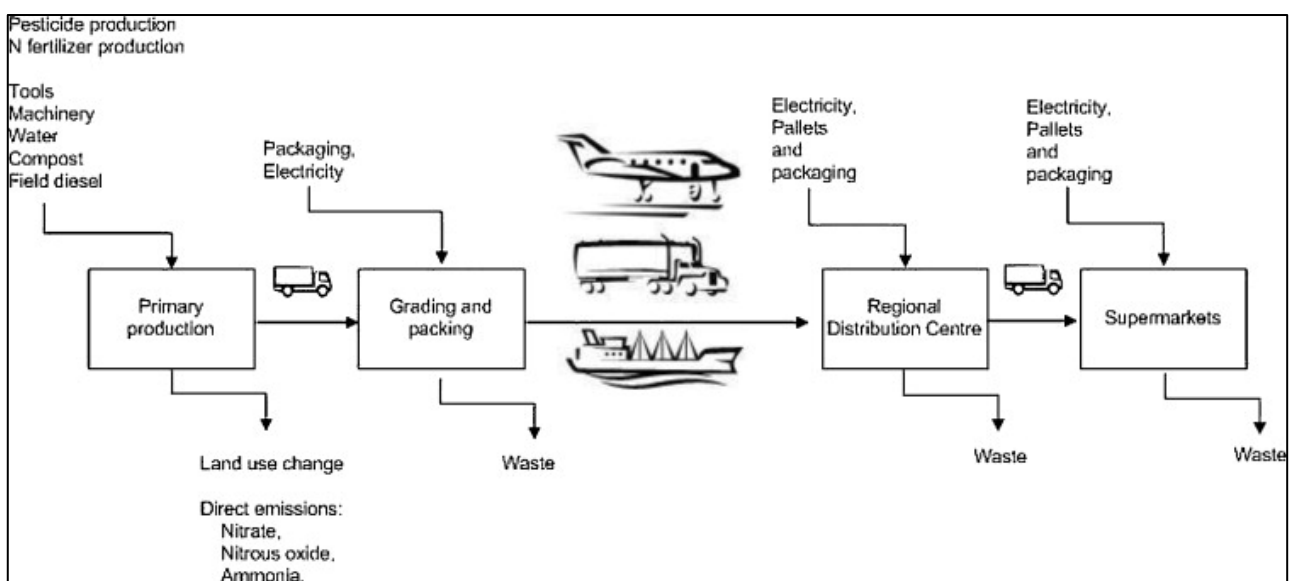 Pesticide production
N fertilizer production
Tools
Machinery
Water
Compost
Field diesel
Packaging,
Electricity
Electricity,
Pallets
and
packaging
Electricity,
Pallets
and
packaging
Primary
production
Grading and
packing
Regional
Distribution Centre
Supermarkets
Land use change
Waste
Waste
Waste
Direct emissions:
Nitrate,
Nitrous oxide,
Ammonia,